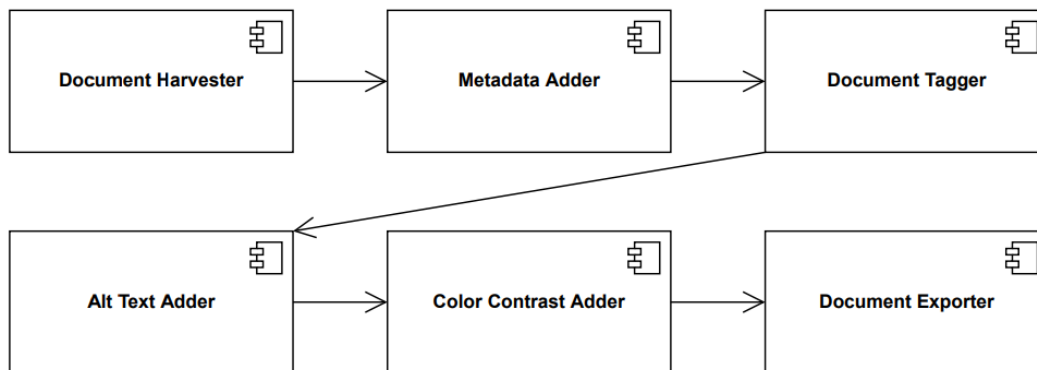 Document Harvester
Metadata Adder
Document Tagger
Alt Text Adder
Color Contrast Adder
Document Exporter